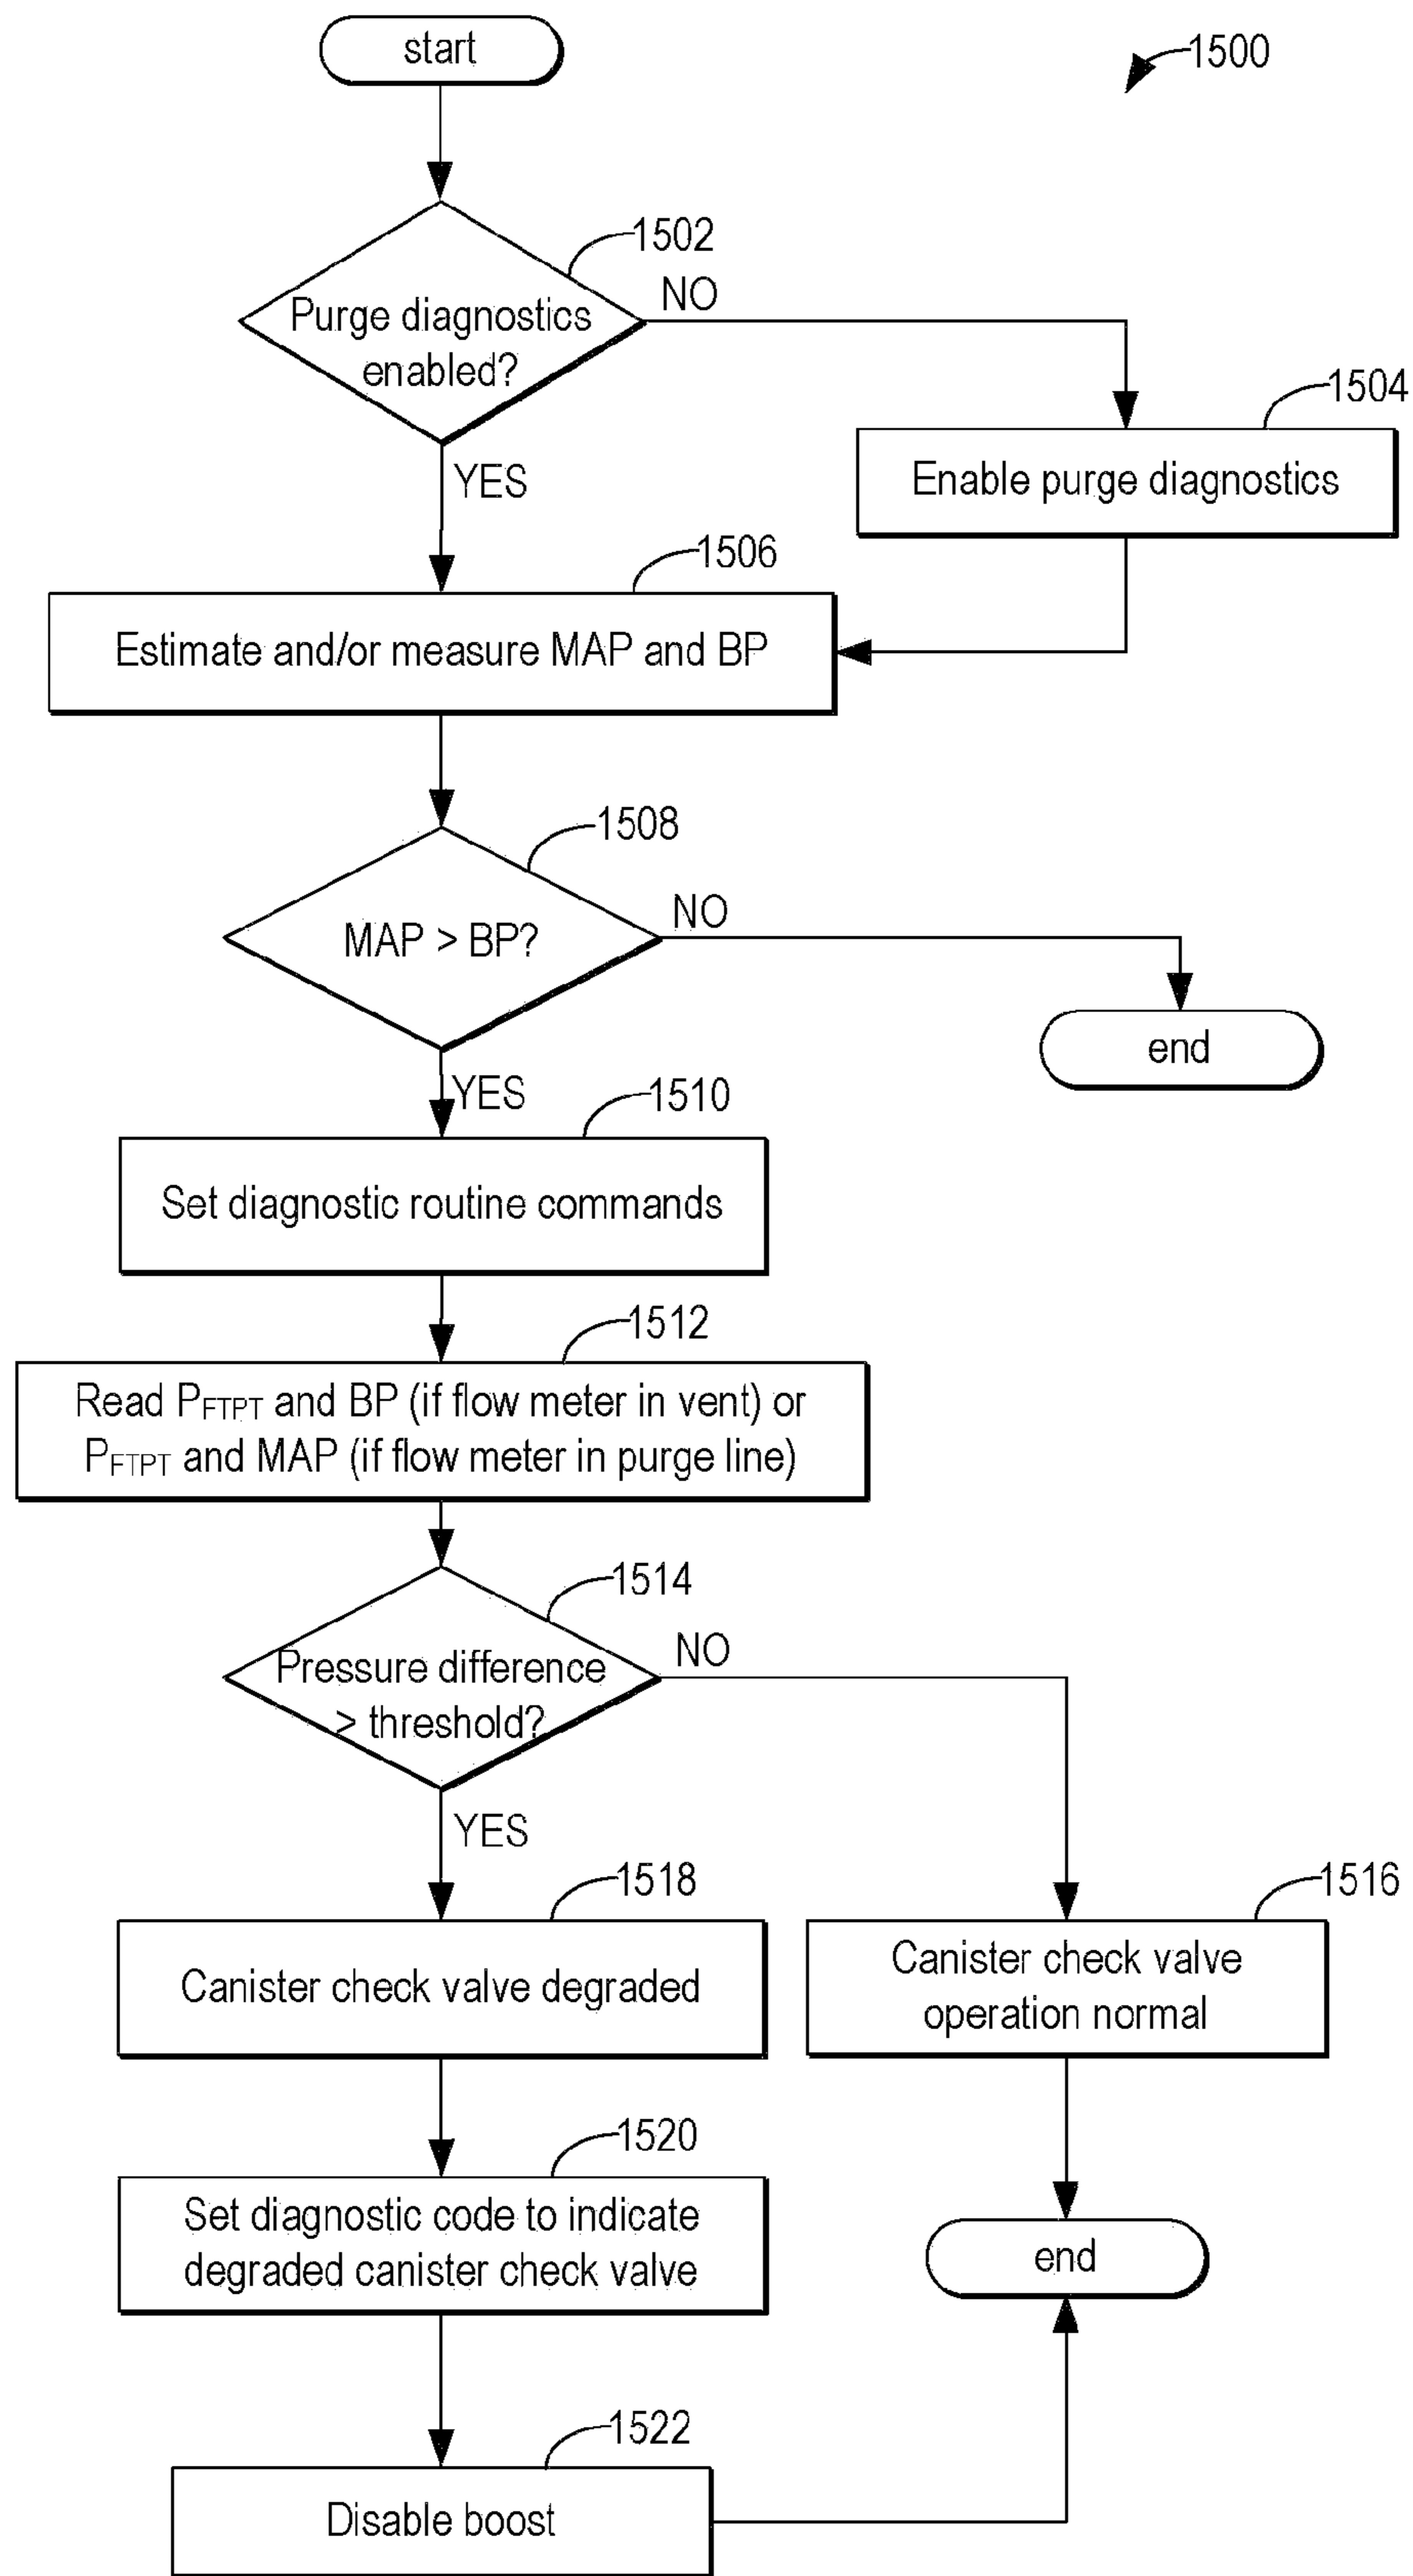 start
1500
1502
NO
Purge diagnostics
enabled?
1504
YES
Enable purge diagnostics
1506
Estimate and/or measure MAP and BP
1508
NO
MAP > BP?
end
YES
1510
Set diagnostic routine commands
1512
Read PFTPT and BP (if flow meter in vent) or
PFTPT and MAP (if flow meter in purge line)
1514
NO
Pressure difference
> threshold?
YES
1518
1516
Canister check valve degraded
Canister check valve
operation normal
1520
Set diagnostic code to indicate
degraded canister check valve
end
1522
Disable boost